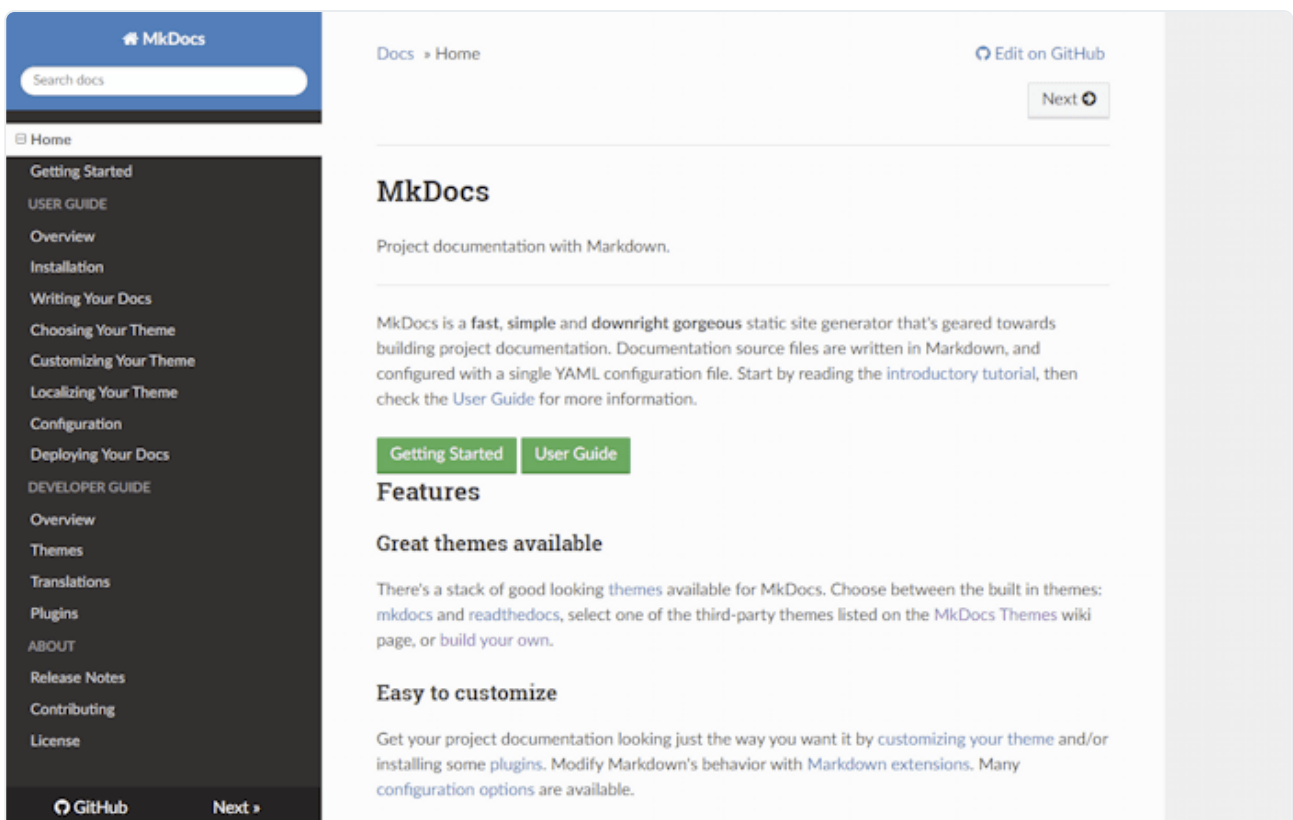 MkDocs
Search docs
Home
Getting Started
USER GUIDE
Overview
Installation
Writing Your Docs
Choosing Your Theme
Customizing Your Theme
Localizing Your Theme
Configuration
Deploying Your Docs
DEVELOPER GUIDE
Overview
Themes
Translations
Plugins
ABOUT
Release Notes
Contributing
License
GitHub Next »
Docs » Home Edit on GitHub
Next
MkDocs
Project documentation with Markdown.
MkDocs is a fast, simple and downright gorgeous static site generator that's geared towards
building project documentation. Documentation source files are written in Markdown, and
configured with a single YAML configuration file. Start by reading the introductory tutorial, then
check the User Guide for more information.
Getting Started User Guide
Features
Great themes available
There's a stack of good looking themes available for MkDocs. Choose between the built in themes:
mkdocs and readthedocs, select one of the third-party themes listed on the MkDocs Themes wiki
page, or build your own.
Easy to customize
Get your project documentation looking just the way you want it by customizing your theme and/or
installing some plugins. Modify Markdown's behavior with Markdown extensions. Many
configuration options are available.